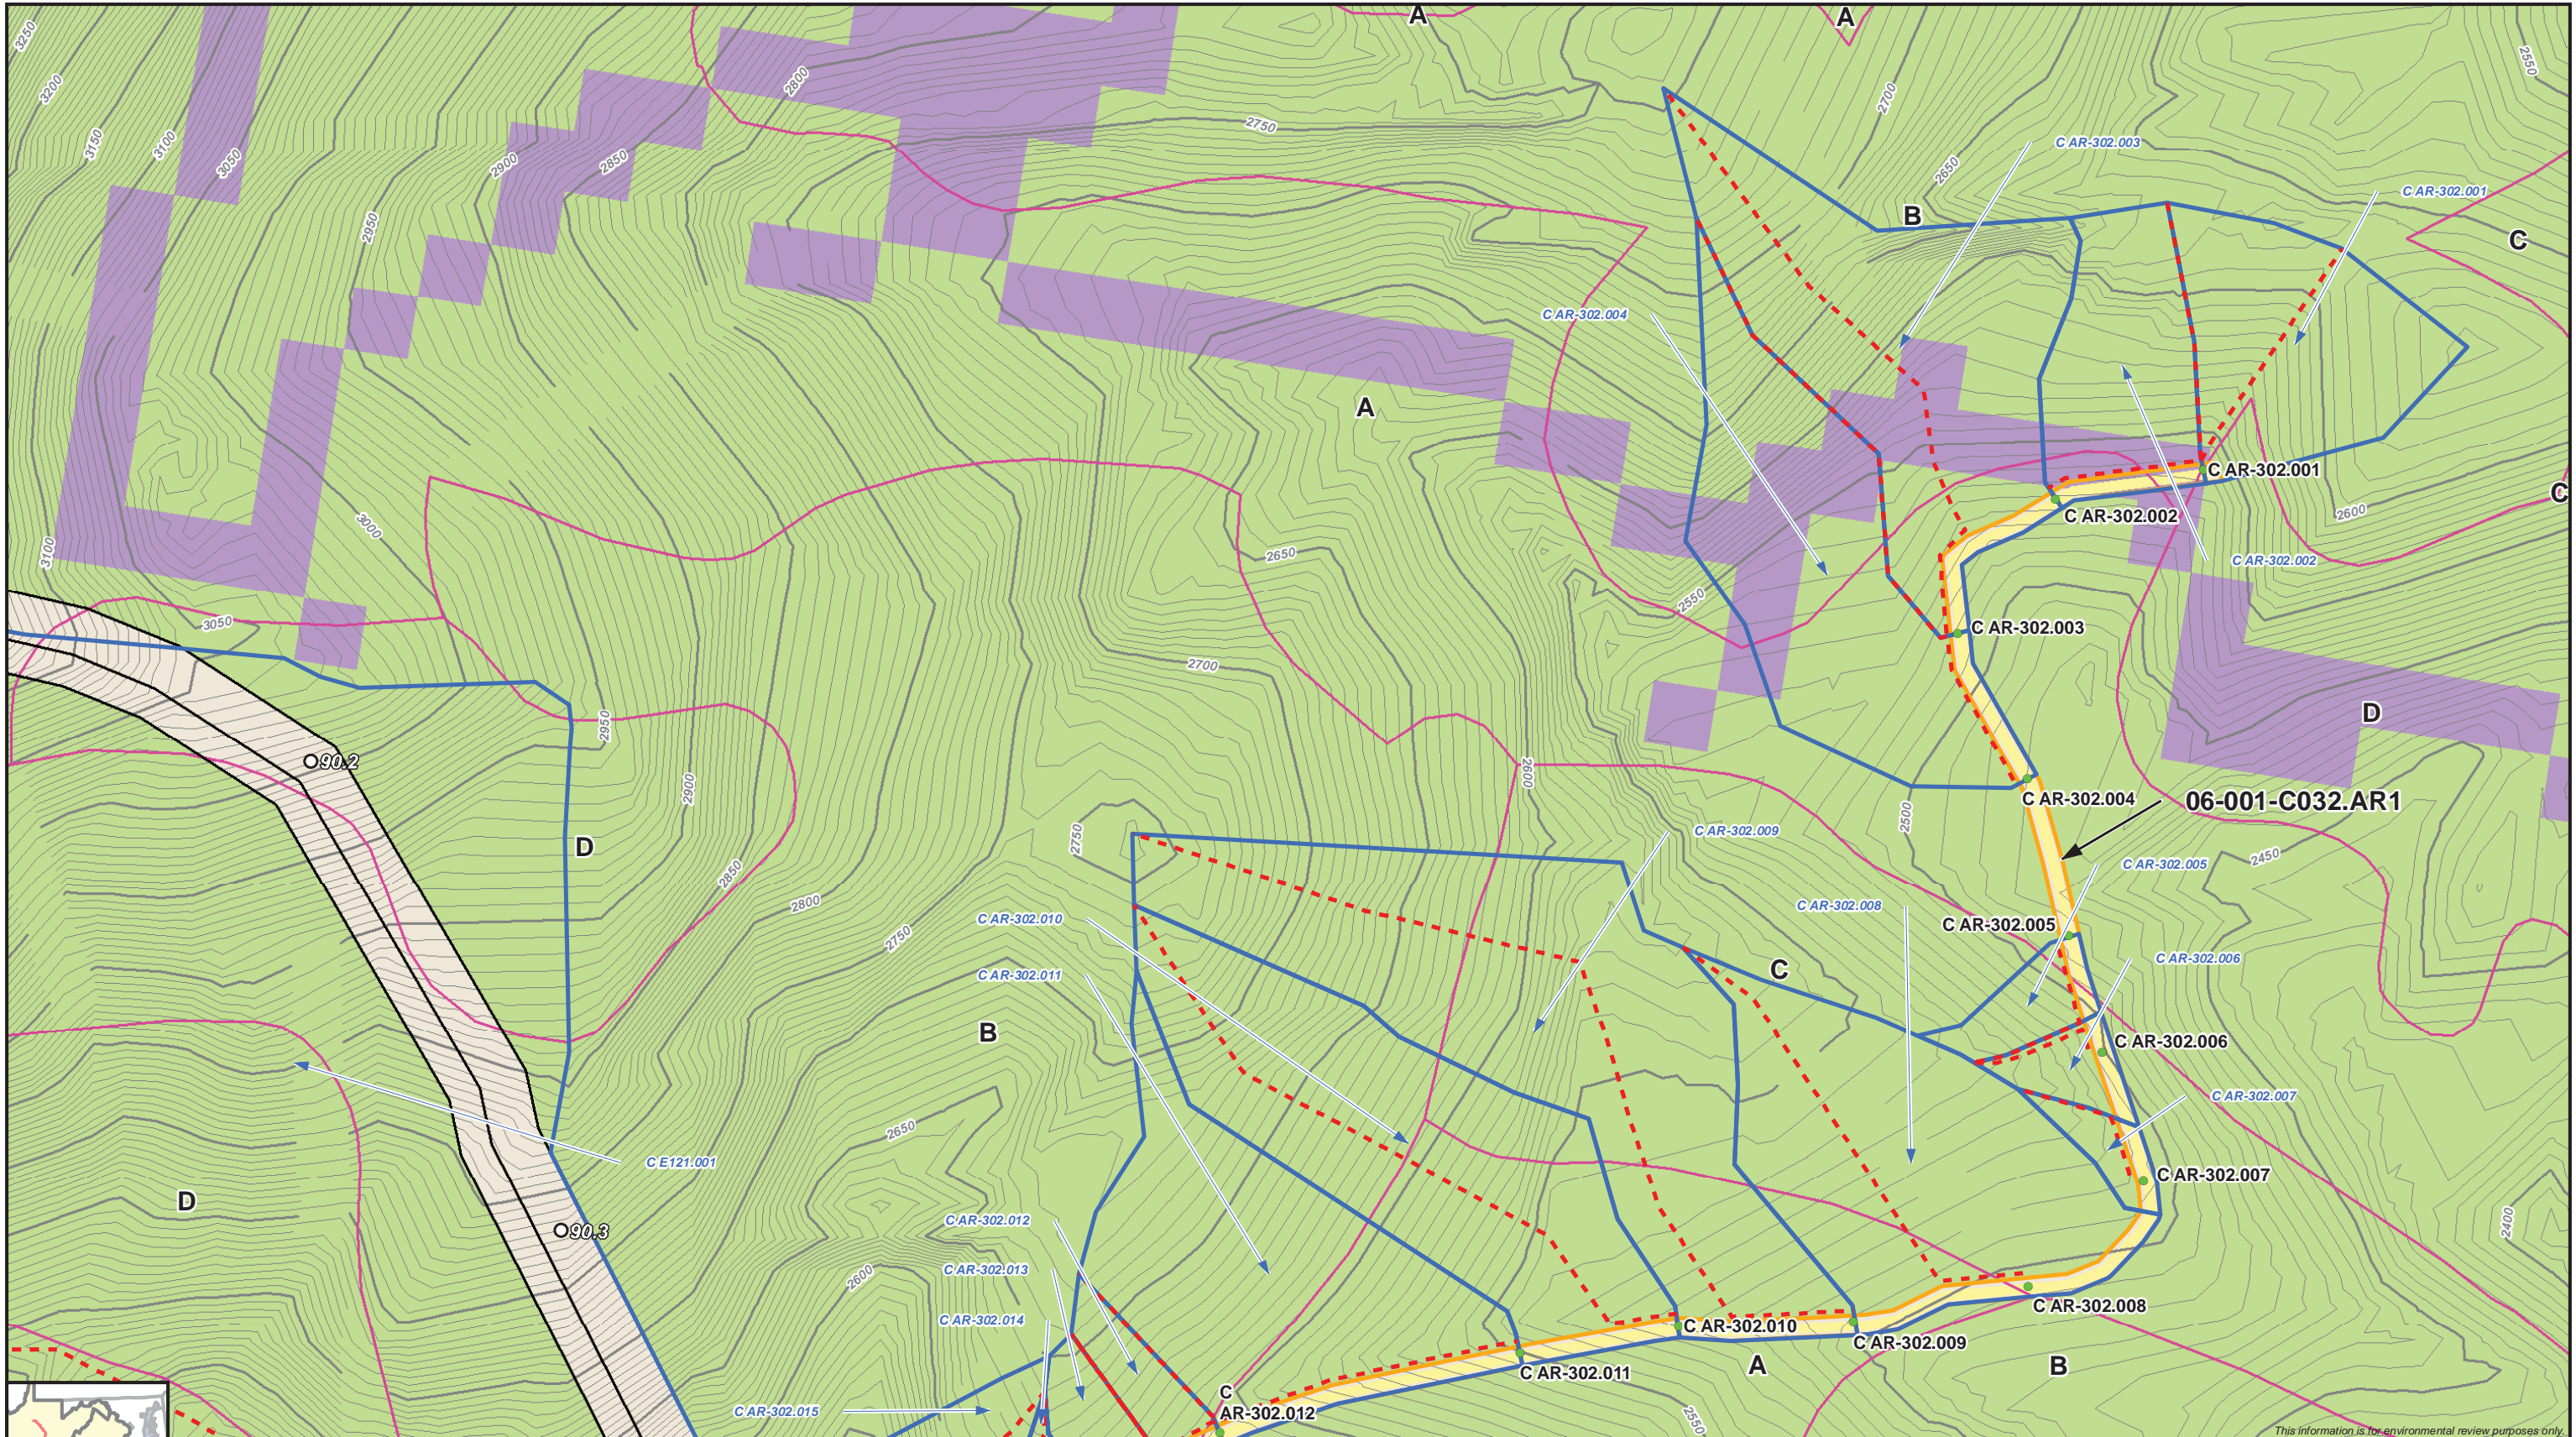 A
A
3250
3200
3150
3100
3050
2800
2900
2850
2950
2750
2700
2550
2650
C AR-302.003
C AR-302.001
B
C
C AR-302.004
A
C AR-302.001
C
2600
C AR-302.002
C AR-302.002
3000
3100
2650
2550
3050
C AR-302.003
2700
D
2950
90.2
2900
2600
C AR-302.004
06-001-C032.AR1
2500
2750
C AR-302.009
D
2850
2800
2450
C AR-302.005
C AR-302.008
C AR-302.010
C AR-302.005
2750
C AR-302.006
C AR-302.011
C
B
C AR-302.006
C AR-302.007
2650
C E121.001
C AR-302.007
D
90.3
C AR-302.012
2400
C AR-302.013
2600
C AR-302.008
C AR-302.014
C AR-302.010
C AR-302.009
A
B
C AR-302.011
C
AR-302.012
C AR-302.015
2550
This information is for environmental review purposes only.